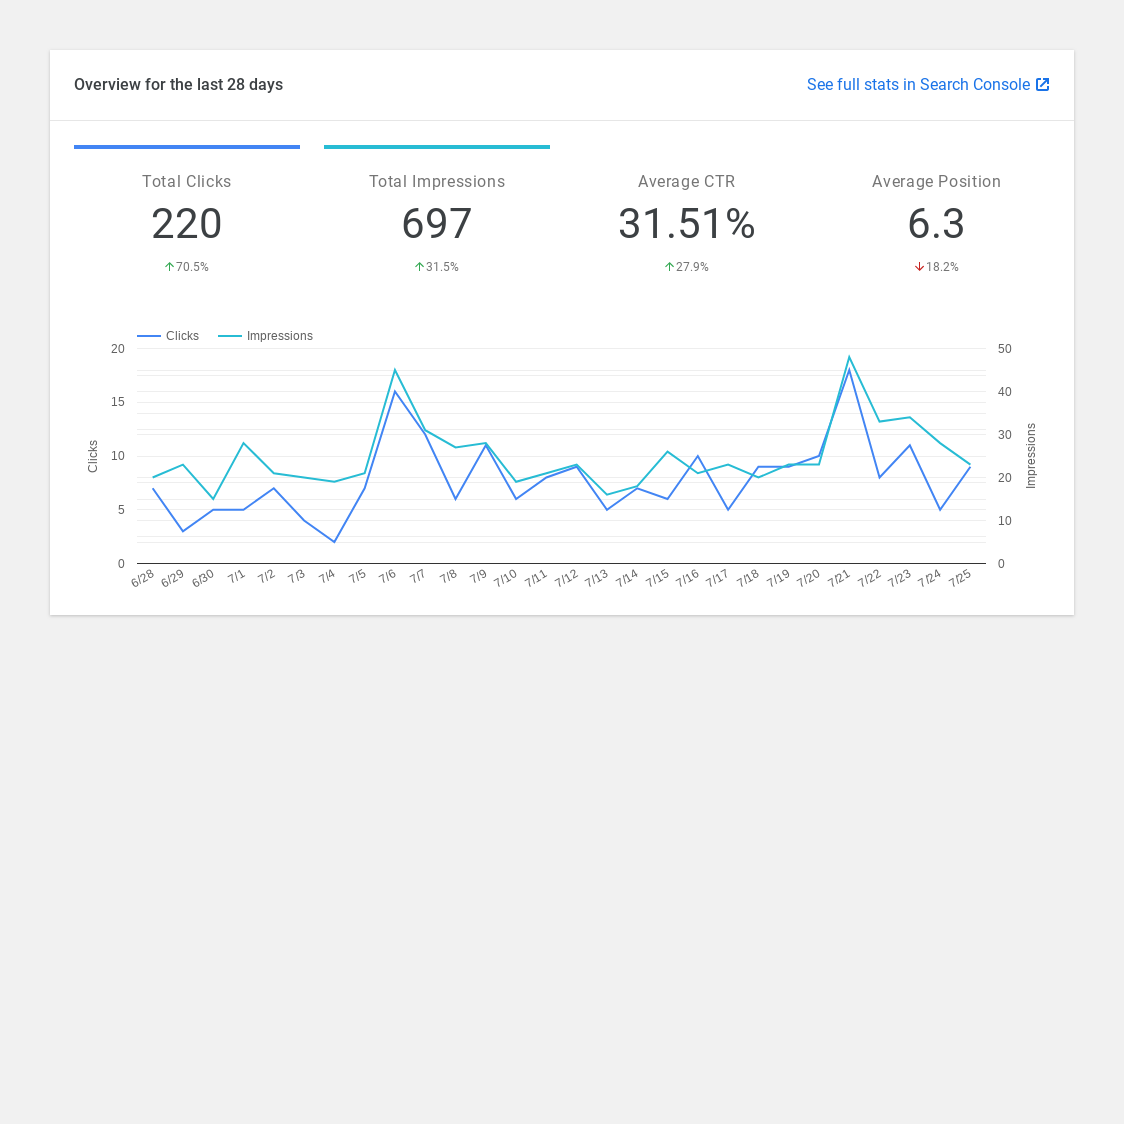 Overview for the last 28 days
See full stats in Search Console
Total Clicks
Total Impressions
Average CTR
Average Position
220
697
31.51%
6.3
70.5%
31.5%
27.9%
18.2%
Clicks
Impressions
20
15
10
5
0
Clicks
50
40
30
20
10
0
Impressions
6/28 6/29 6/30 7/1 7/2 7/3 7/4 7/5 7/6 7/7 7/8 7/9 7/10 7/11 7/12 7/13 7/14 7/15 7/16 7/17 7/18 7/19 7/20 7/21 7/22 7/23 7/24 7/25